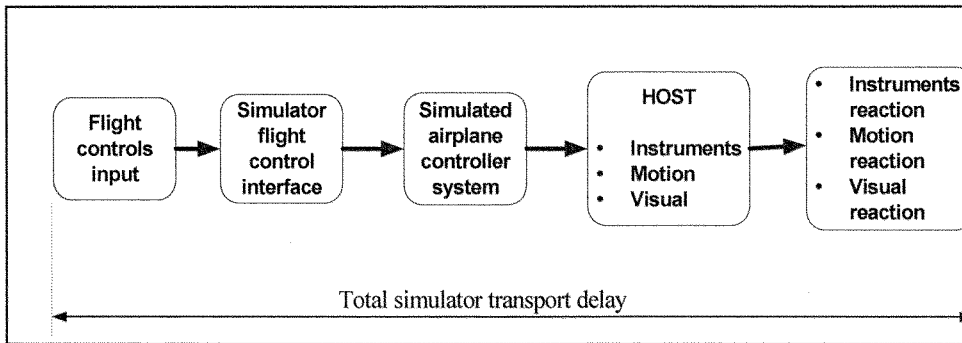 Flight
controls
input
Simulator
flight
control
interface
Simulated
airplane
controller
system
HOST
• Instruments
• Motion
• Visual
• Instruments
reaction
• Motion
reaction
• Visual
reaction
Total simulator transport delay